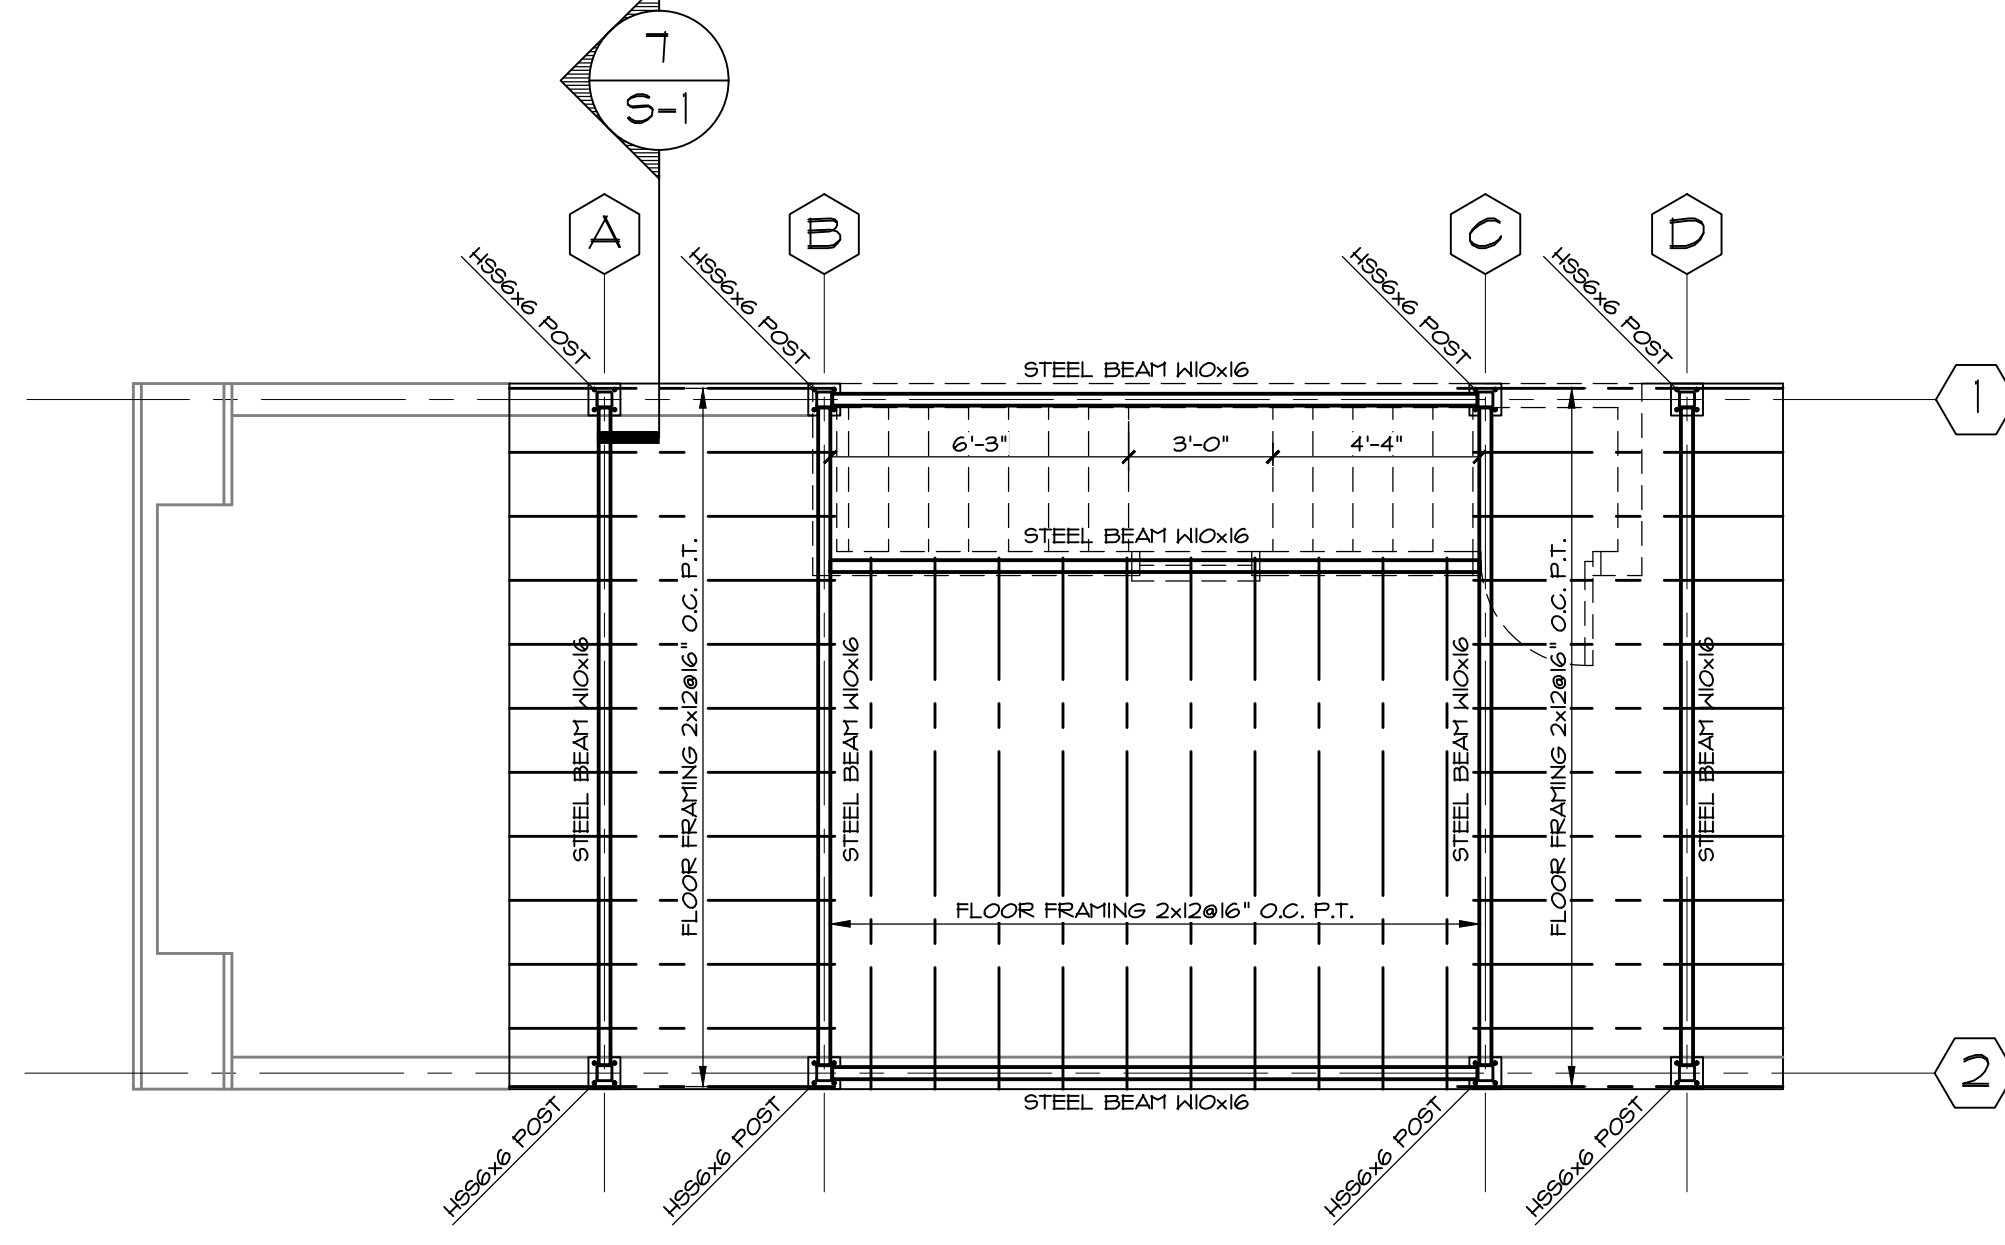 7
S-1
A
B
C
D
HSS6x6 POST
HSS6x6 POST
HSS6x6 POST
HSS6x6 POST
STEEL BEAM W10x16
1
6'-3"
3'-0"
4'-4"
STEEL BEAM W10x16
STEEL BEAM W10x16
FLOOR FRAMING 2x12@16" O.C. P.T.
STEEL BEAM W10x16
STEEL BEAM W10x16
FLOOR FRAMING 2x12@16" O.C. P.T.
STEEL BEAM W10x16
FLOOR FRAMING 2x12@16" O.C. P.T.
2
STEEL BEAM W10x16
HSS6x6 POST
HSS6x6 POST
HSS6x6 POST
HSS6x6 POST